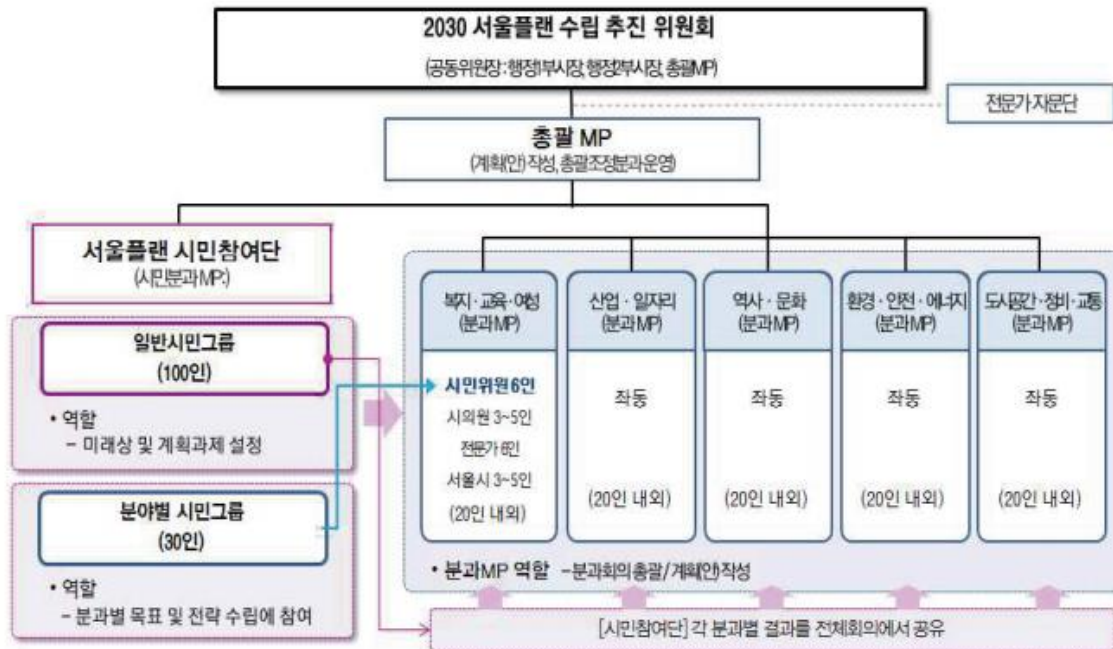 2030 서울플랜 수립 추진 위원회
(공동위원장 : 행정1부시장, 행정2부시장, 총괄MP)
전문가 자문단
총괄 MP
(계획(안) 작성, 총괄조정분과 운영)
서울플랜 시민참여단
(시민분과 MP:)
일반시민그룹
(100인)
• 역할
– 미래상 및 계획과제 설정
분야별 시민그룹
(30인)
• 역할
– 분과별 목표 및 전략 수립에 참여
복지 · 교육 · 여성
(분과MP)
시민위원 6인
시의원 3~5인
전문가 6인
서울시 3~5인
(20인 내외)
산업 · 일자리
(분과MP)
좌동
(20인 내외)
역사 · 문화
(분과MP)
좌동
(20인 내외)
환경 · 안전 · 에너지
(분과MP)
좌동
(20인 내외)
도시공간 · 정비 · 교통
(분과MP)
좌동
(20인 내외)
• 분과MP 역할 – 분과회의 총괄 / 계획(안) 작성
[시민참여단] 각 분과별 결과를 전체회의에서 공유